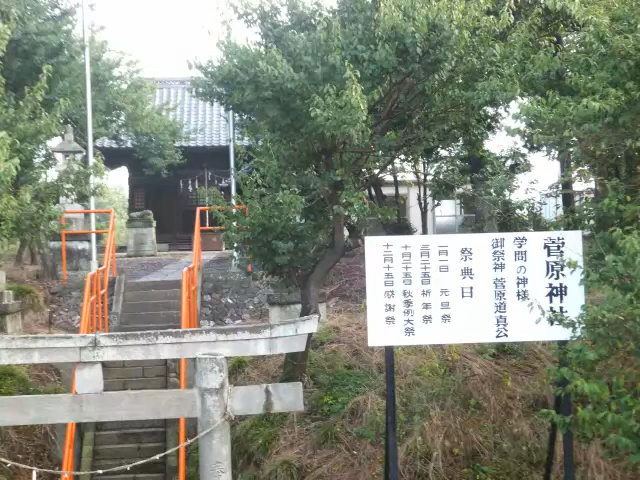 菅原神社
学問の神様
御祭神 菅原道真公
祭典日
一月一日 元旦祭
三月二十五日 祈年祭
十月二十五日 秋季例大祭
十二月十五日 感謝祭